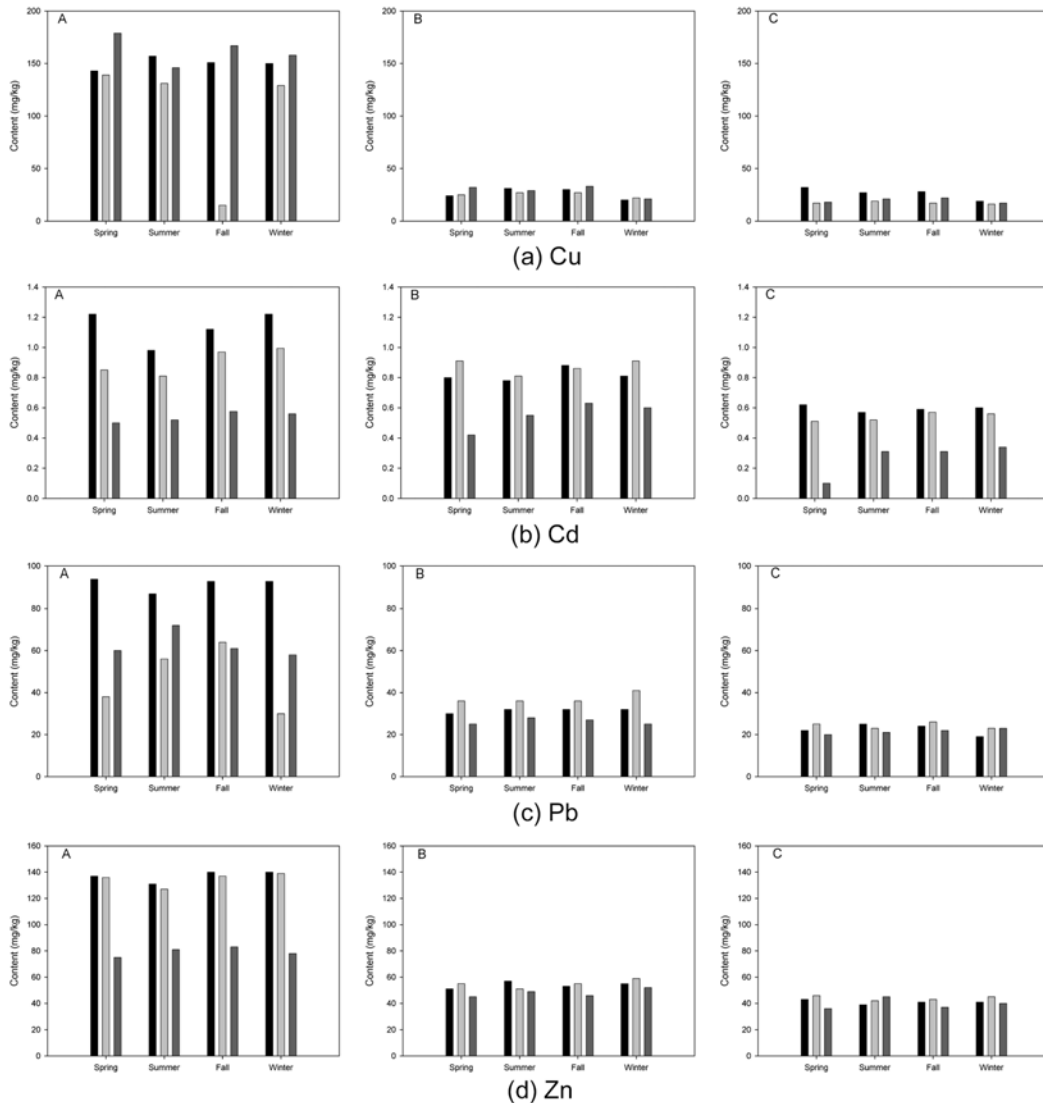 A
B
C
Content (mg/kg)
200
150
100
50
0
Spring Summer Fall Winter
Content (mg/kg)
200
150
100
50
0
Spring Summer Fall Winter
Content (mg/kg)
200
150
100
50
0
Spring Summer Fall Winter
(a) Cu
A
B
C
Content (mg/kg)
1.4
1.2
1.0
0.8
0.6
0.4
0.2
0.0
Spring Summer Fall Winter
Content (mg/kg)
1.4
1.2
1.0
0.8
0.6
0.4
0.2
0.0
Spring Summer Fall Winter
Content (mg/kg)
1.4
1.2
1.0
0.8
0.6
0.4
0.2
0.0
Spring Summer Fall Winter
(b) Cd
A
B
C
Content (mg/kg)
100
80
60
40
20
0
Spring Summer Fall Winter
Content (mg/kg)
100
80
60
40
20
0
Spring Summer Fall Winter
Content (mg/kg)
100
80
60
40
20
0
Spring Summer Fall Winter
(c) Pb
A
B
C
Content (mg/kg)
160
140
120
100
80
60
40
20
0
Spring Summer Fall Winter
Content (mg/kg)
160
140
120
100
80
60
40
20
0
Spring Summer Fall Winter
Content (mg/kg)
160
140
120
100
80
60
40
20
0
Spring Summer Fall Winter
(d) Zn